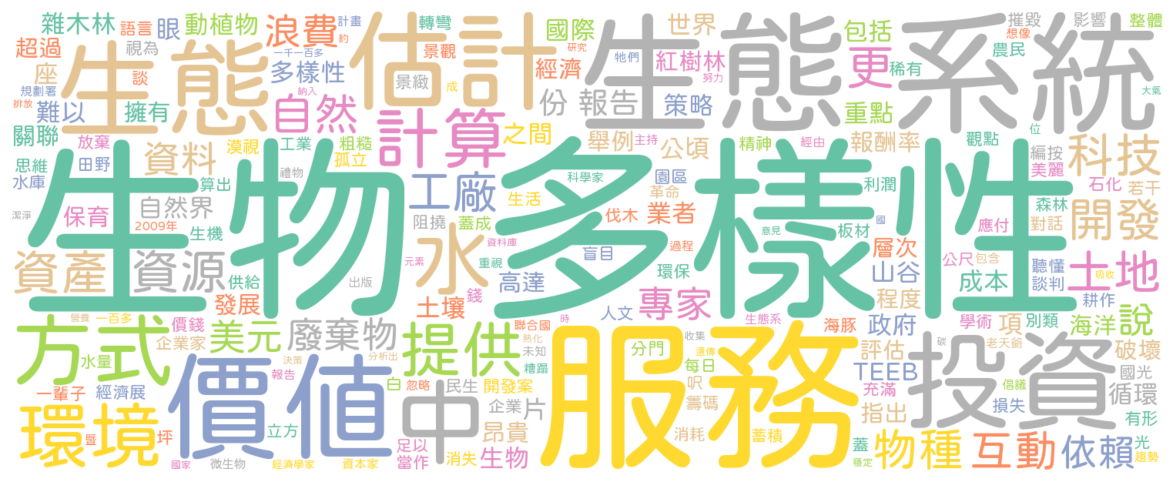 雜木林 語言 眼 動植物 浪費 估計 轉彎 計畫 國際 世界 包括 摧毀 影響 整體
超過 視為 生態 一千一百多 約 景觀 研究 生態系統 牠們 紅樹林 更 想像 農民
座 談 多樣性 景緻 成 經濟 努力 稀有
規劃署 排放 難以 擁有 納入 自然 份 報告 策略 重點 大氣
關聯 放棄 漠視 工業 粗糙 計算 之間 舉例 公頃 精神 主持 經由 報酬率 觀點 位 編按 科技
思維 田野 資料 孤立 科學家 園區 利潤 美麗 石化 若干
水庫 算出 禮物 工廠 生活 革命 森林
潔淨 保育 2009年 自然界 生機 阻撓 蓋成 伐木 業者 國 意見 板材 應付 對話 開發
生物多樣性
資產 資源 供給 元素 水 資料庫 重視 高達 盲目 環保 過程 層次 山谷 公尺 包含 聽懂 談判 吸收 土地
發展 出版 土壤 錢 專家 程度 成本 耕作
方式 營養 一百多 價錢 企業家 美元 廢棄物 提供 聯合國 時 人文 生態系 海豚 政府 學術 項 別類 海洋 說
水量 決策 分析出 熟化 未知 糟蹋 服務 分門 收集 遺傳 每日 評估 老天爺 破壞
一輩子 經濟展 報告 價值 白 忽略 民生 開發案 呎 籌碼 充滿 TEEB 投資 國光 循環
環境 坪 立方 中 企業 片 指出 倡議 損失 有形
足以 昂貴 消耗 蓄積 蓋 物種 互動 依賴 光
國家 微生物 經濟學家 資本家 當作 消失 生物 穩定 趨勢